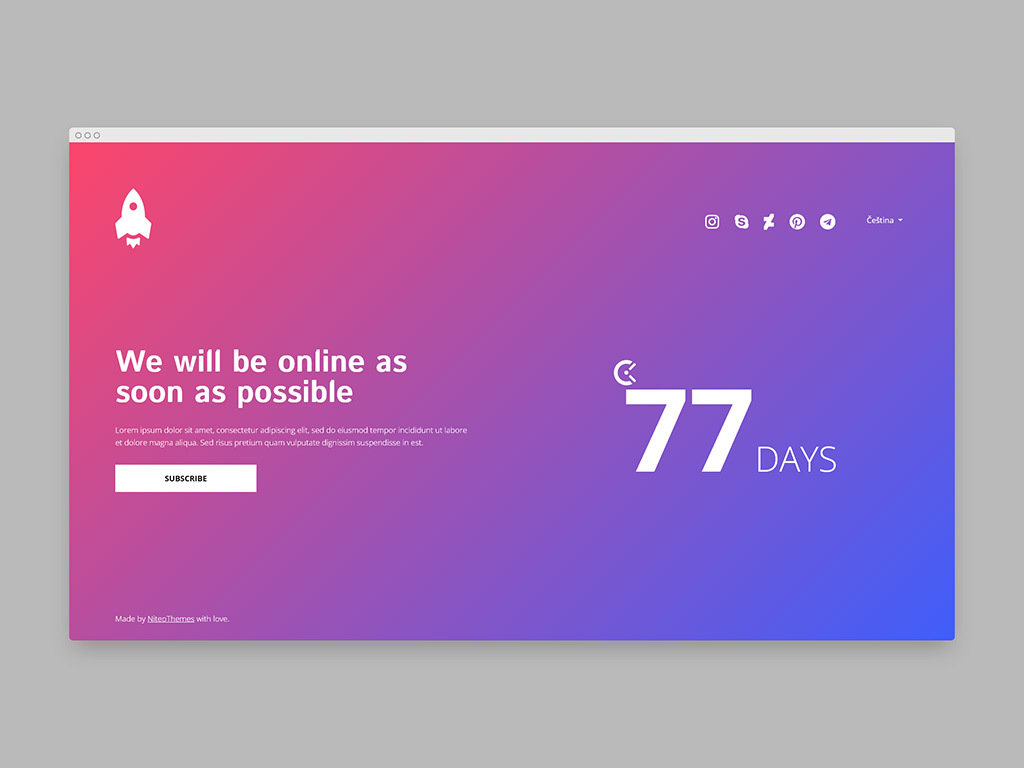 Čeština
We will be online as
soon as possible
Lorem ipsum dolor sit amet, consectetur adipiscing elit, sed do eiusmod tempor incididunt ut labore
et dolore magna aliqua. Sed risus pretium quam vulputate dignissim suspendisse in est.
SUBSCRIBE
77 DAYS
Made by NitepThemes with love.